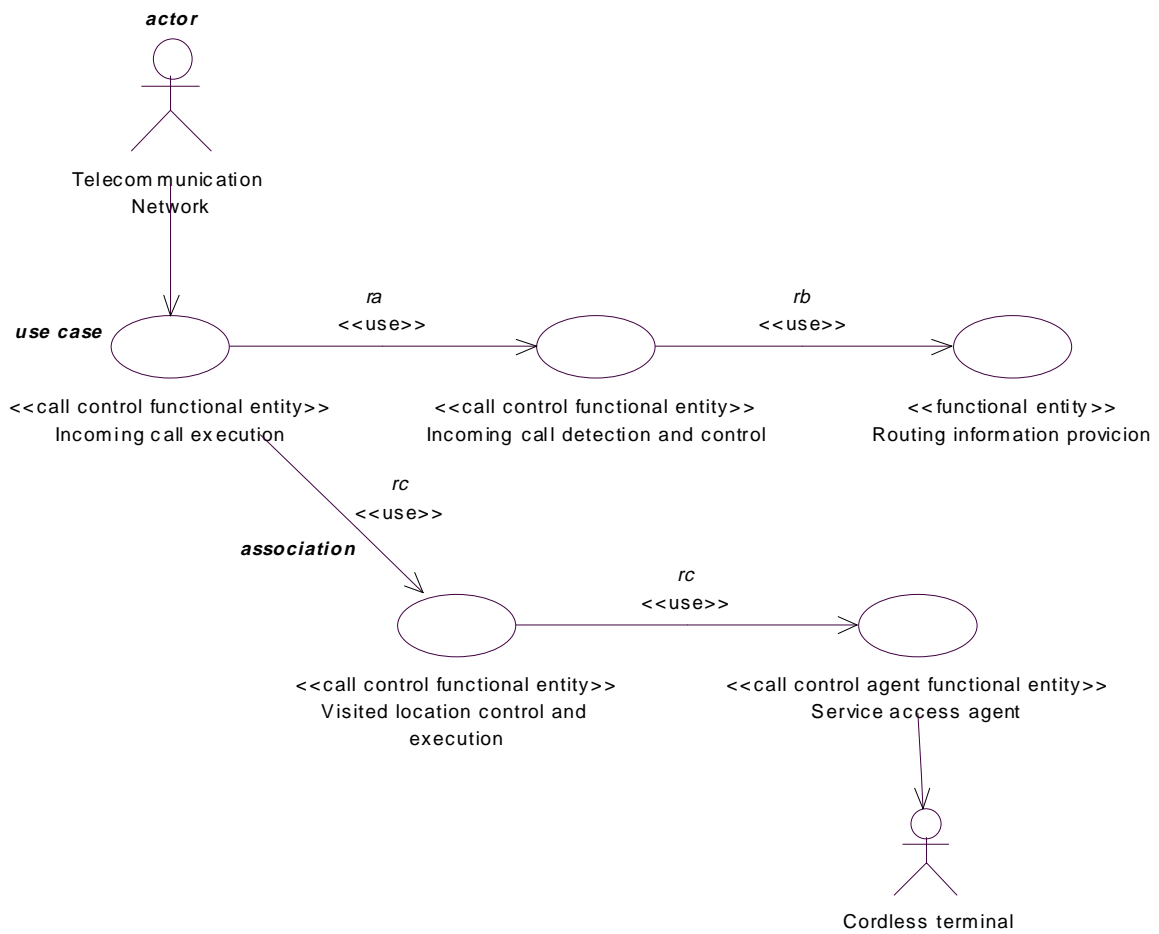 actor
Telecommunication
Network
ra
<<use>>
rb
<<use>>
use case
<<call control functional entity>>
Incoming call execution
<<call control functional entity>>
Incoming call detection and control
<<functional entity>>
Routing information provicion
rc
<<use>>
association
rc
<<use>>
<<call control functional entity>>
Visited location control and
execution
<<call control agent functional entity>>
Service access agent
Cordless terminal